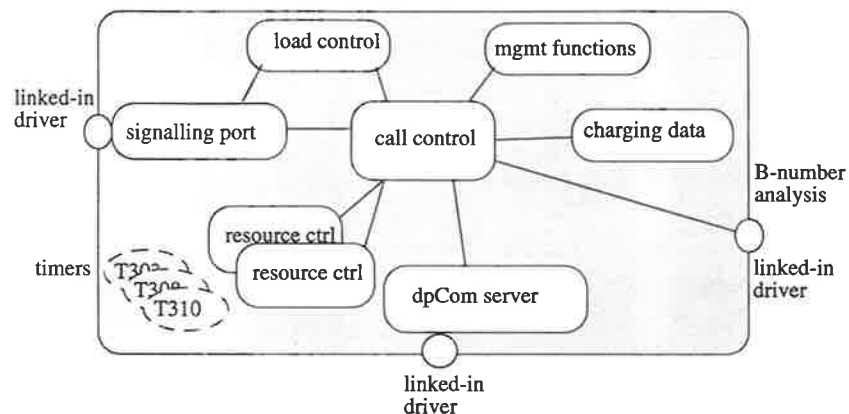 load control
mgmt functions
linked-in
driver
signalling port
call control
charging data
B-number
analysis
resource ctrl
resource ctrl
timers
T310
dpCom server
linked-in
driver
linked-in
driver